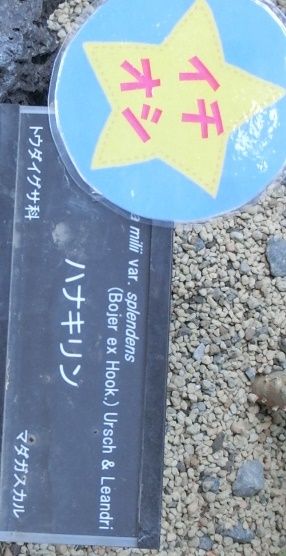 イチ
オシ
a milii var. splendens
(Bojer ex Hook.) Ursch & Leandri
ハナキリン
トウダイグサ科
マダガスカル